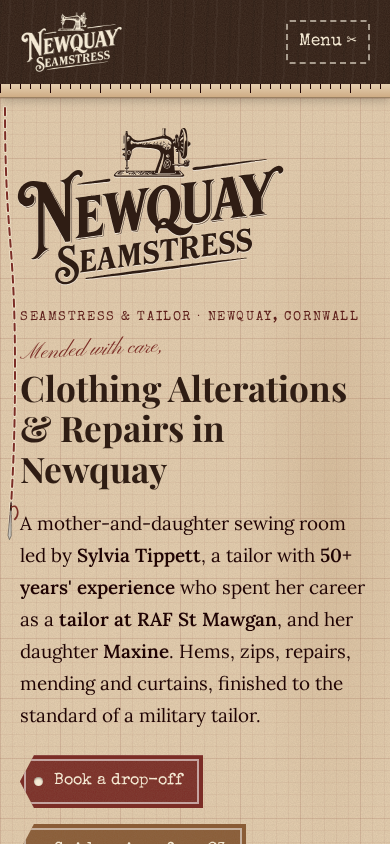 NEWQUAY
SEAMSTRESS
Menu ✂
NEWQUAY
SEAMSTRESS
SEAMSTRESS & TAILOR · NEWQUAY, CORNWALL
Mended with care,
Clothing Alterations
& Repairs in
Newquay
A mother-and-daughter sewing room
led by Sylvia Tippett, a tailor with 50+
years' experience who spent her career
as a tailor at RAF St Mawgan, and her
daughter Maxine. Hems, zips, repairs,
mending and curtains, finished to the
standard of a military tailor.
Book a drop-off